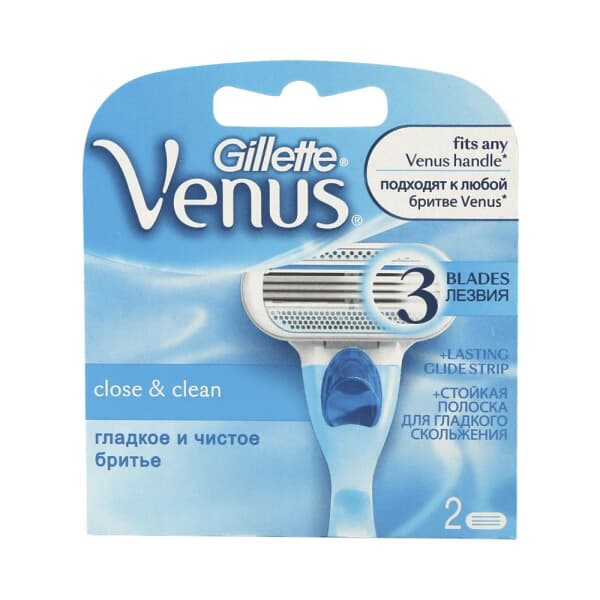 Gillette®
Venus®
fits any
Venus handle*
подходят к любой
бритве Venus*
3 BLADES
ЛЕЗВИЯ
+LASTING
GLIDE STRIP
+СТОЙКАЯ
ПОЛОСКА
ДЛЯ ГЛАДКОГО
СКОЛЬЖЕНИЯ
close & clean
гладкое и чистое
бритье
2